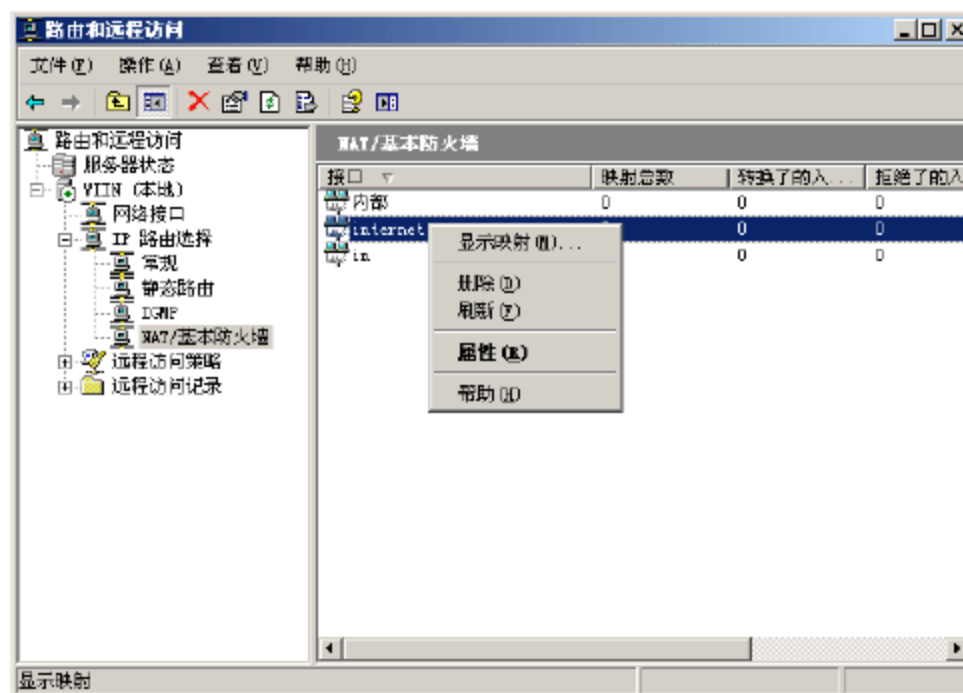 路由和远程访问
文件(F) 操作(A) 查看(V) 帮助(H)
路由和远程访问
服务器状态
VIIN (本地)
网络接口
IP 路由选择
常规
静态路由
IGMP
NAT/基本防火墙
远程访问策略
远程访问记录
NAT/基本防火墙
接口 映射总数 转换了的入... 拒绝了的入
内部 0 0 0
internet 0 0
in 0 0
显示映射(M)...
删除(D)
刷新(F)
属性(R)
帮助(H)
显示映射